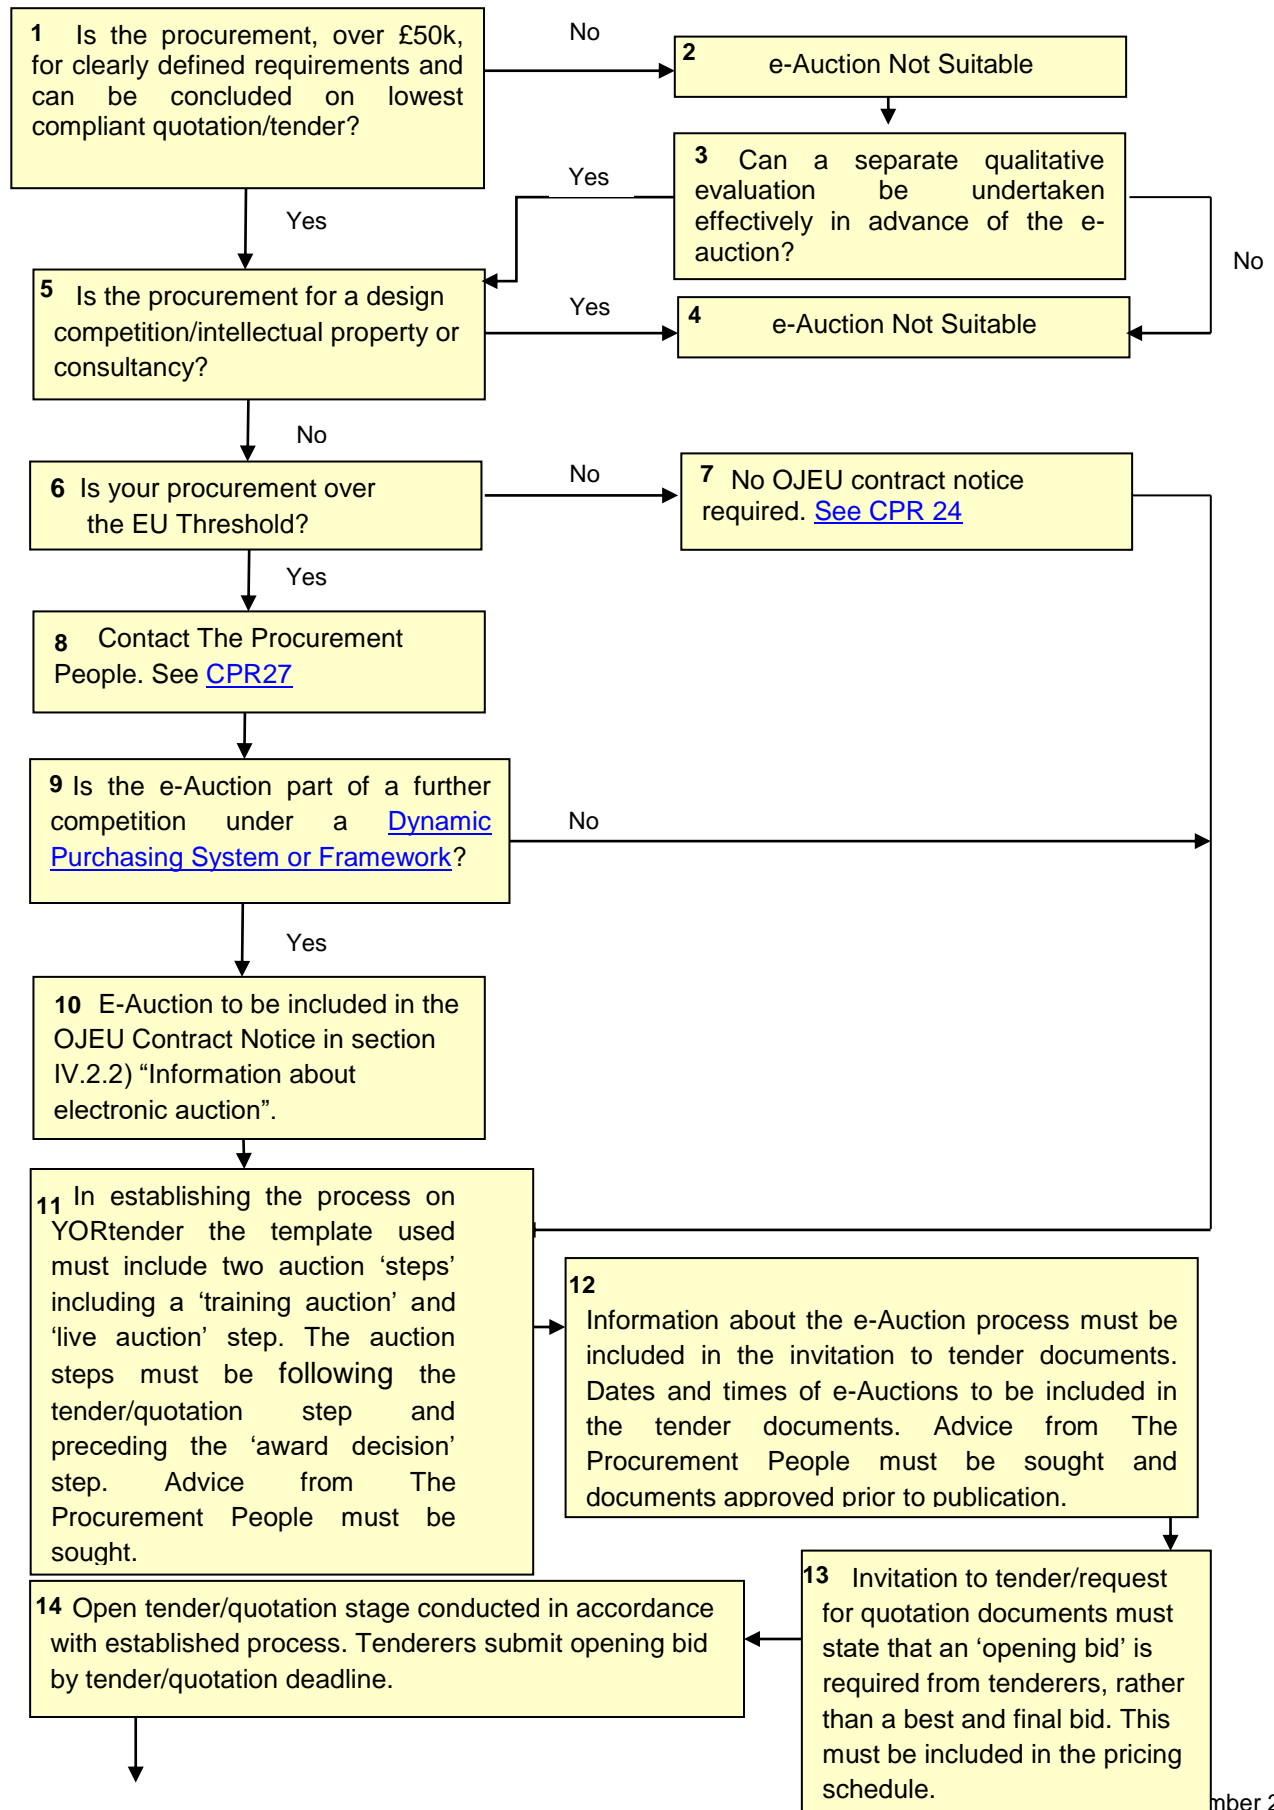 1 Is the procurement, over £50k,
for clearly defined requirements and
can be concluded on lowest
compliant quotation/tender?
No
2 e-Auction Not Suitable
Yes
3 Can a separate qualitative
evaluation be undertaken
effectively in advance of the e-
auction?
Yes
No
5 Is the procurement for a design
competition/intellectual property or
consultancy?
Yes
4 e-Auction Not Suitable
No
6 Is your procurement over
the EU Threshold?
No
7 No OJEU contract notice
required. See CPR 24
Yes
8 Contact The Procurement
People. See CPR27
9 Is the e-Auction part of a further
competition under a Dynamic
Purchasing System or Framework?
No
Yes
10 E-Auction to be included in the
OJEU Contract Notice in section
IV.2.2) “Information about
electronic auction”.
11 In establishing the process on
YORtender the template used
must include two auction ‘steps’
including a ‘training auction’ and
‘live auction’ step. The auction
steps must be following the
tender/quotation step and
preceding the ‘award decision’
step. Advice from The
Procurement People must be
sought.
12
Information about the e-Auction process must be
included in the invitation to tender documents.
Dates and times of e-Auctions to be included in
the tender documents. Advice from The
Procurement People must be sought and
documents approved prior to publication.
13 Invitation to tender/request
for quotation documents must
state that an ‘opening bid’ is
required from tenderers, rather
than a best and final bid. This
must be included in the pricing
schedule.
14 Open tender/quotation stage conducted in accordance
with established process. Tenderers submit opening bid
by tender/quotation deadline.